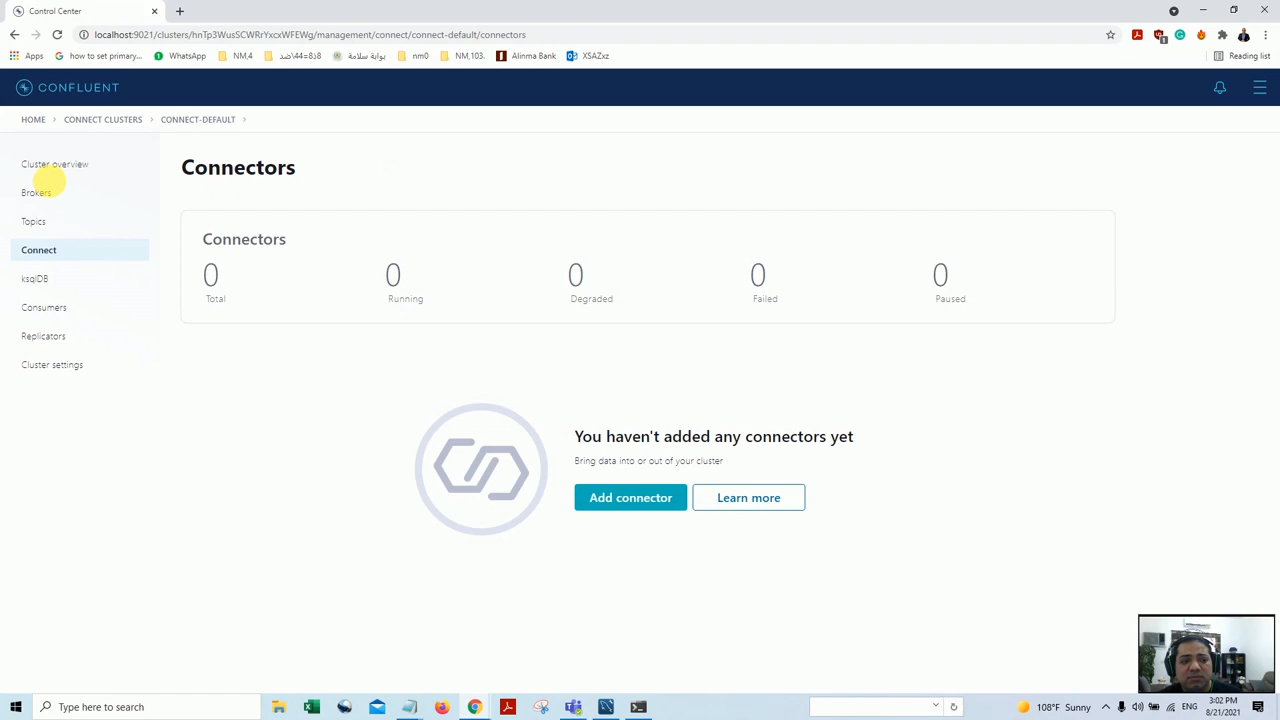 Control Center
localhost:9021/clusters/hnTp3WusSCWRrYxcxWFEWg/management/connect/connect-default/connectors
Apps how to set primary... WhatsApp NM,4 بوابة سلامة nm0 NM,103. Alinma Bank XSAZxz Reading list
CONFLUENT
HOME > CONNECT CLUSTERS > CONNECT-DEFAULT >
Cluster overview
Brokers
Topics
Connect
ksqlDB
Consumers
Replicators
Cluster settings
Connectors
Connectors
0 0 0 0 0
Total Running Degraded Failed Paused
You haven't added any connectors yet
Bring data into or out of your cluster
Add connector Learn more
Type here to search
108°F Sunny ENG 3:02 PM
8/21/2021